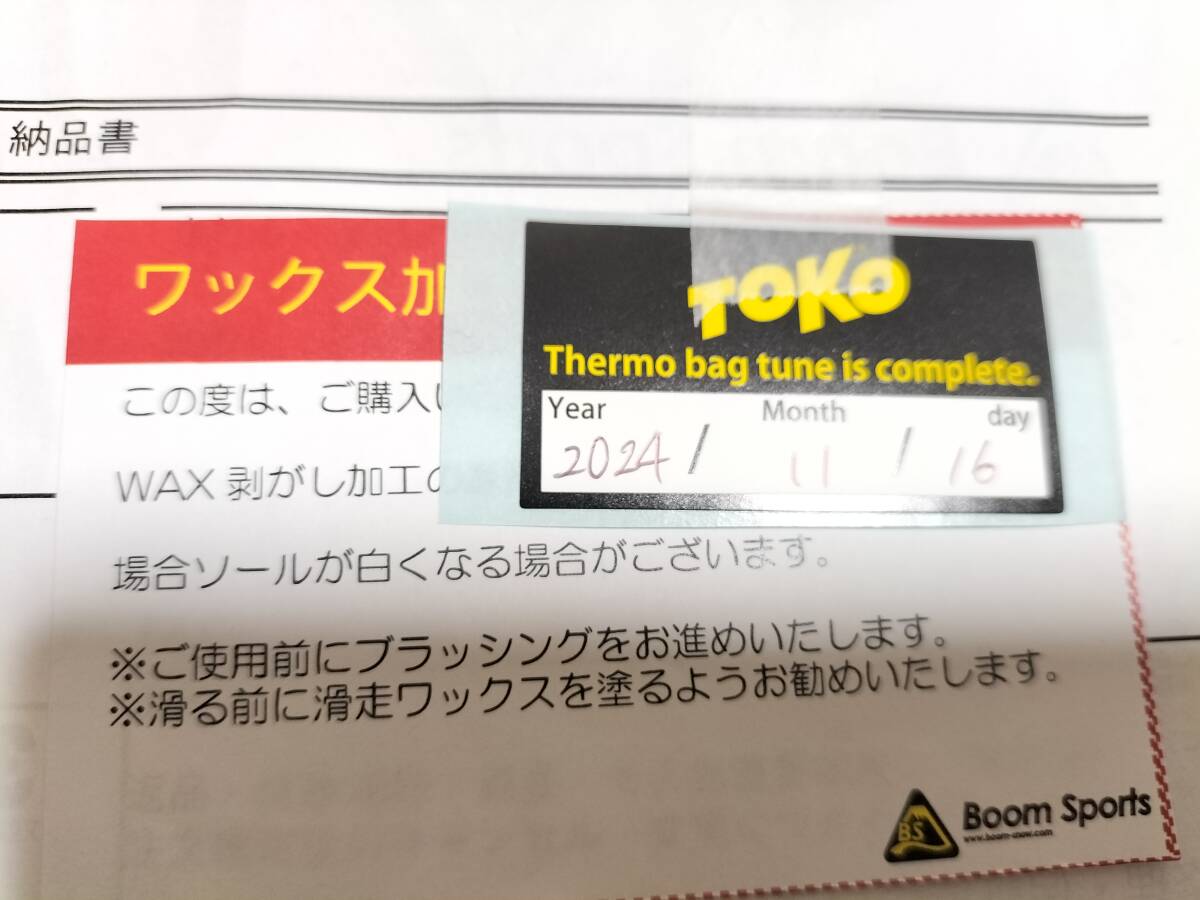 納品書
ワックス加
TOKO
Thermo bag tune is complete.
Year Month day
2024 / 11 / 16
この度は、ご購入
WAX 剥がし加工の
場合ソールが白くなる場合がございます。
※ご使用前にブラッシングをお進めいたします。
※滑る前に滑走ワックスを塗るようお勧めいたします。
BS
Boom Sports
www.boom-snow.com